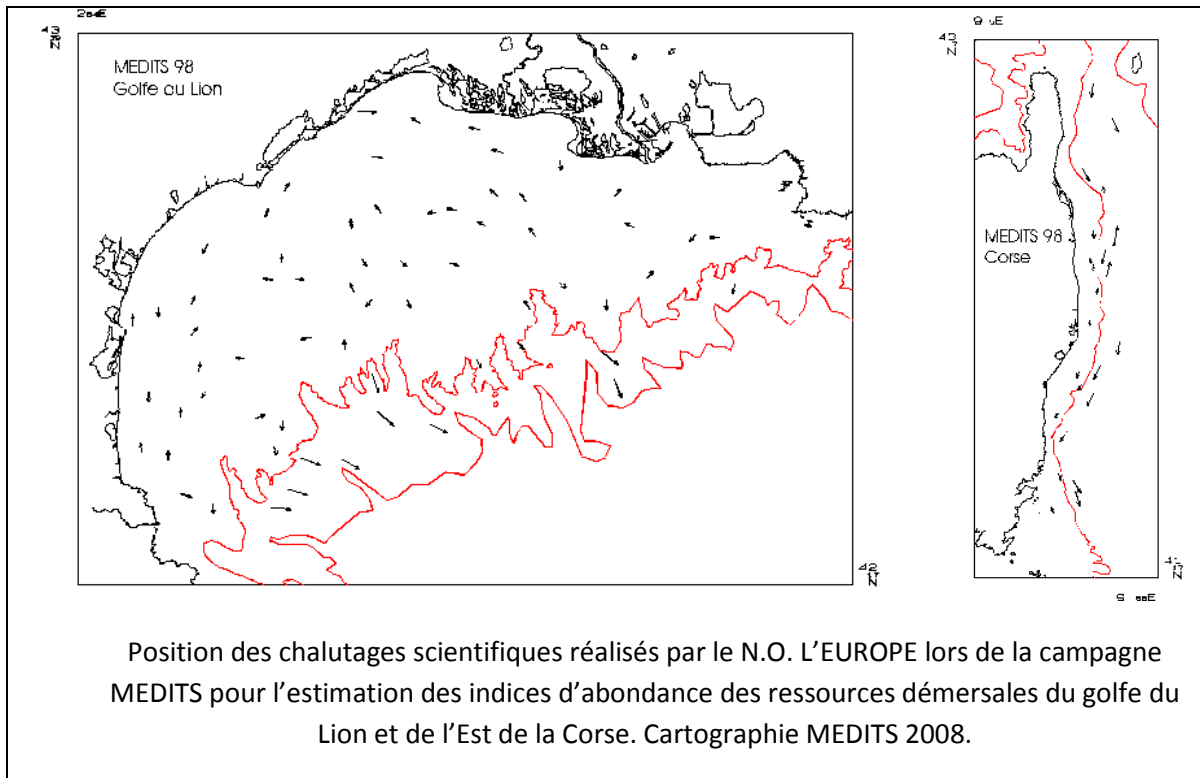 MEDITS 98
Golfe du Lion
9
MEDITS 98
Corse
Position des chalutages scientifiques réalisés par le N.O. L’EUROPE lors de la campagne
MEDITS pour l’estimation des indices d’abondance des ressources démersales du golfe du
Lion et de l’Est de la Corse. Cartographie MEDITS 2008.